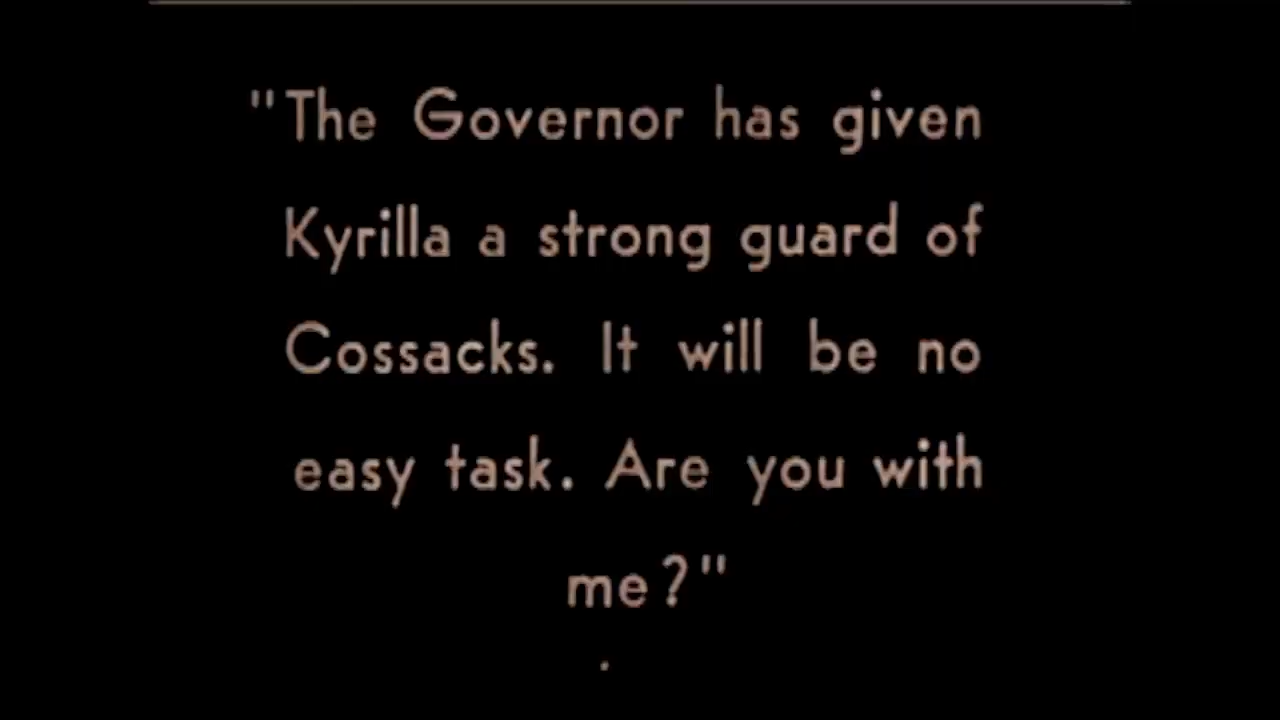 "The Governor has given
Kyrilla a strong guard of
Cossacks. It will be no
easy task. Are you with
me?"